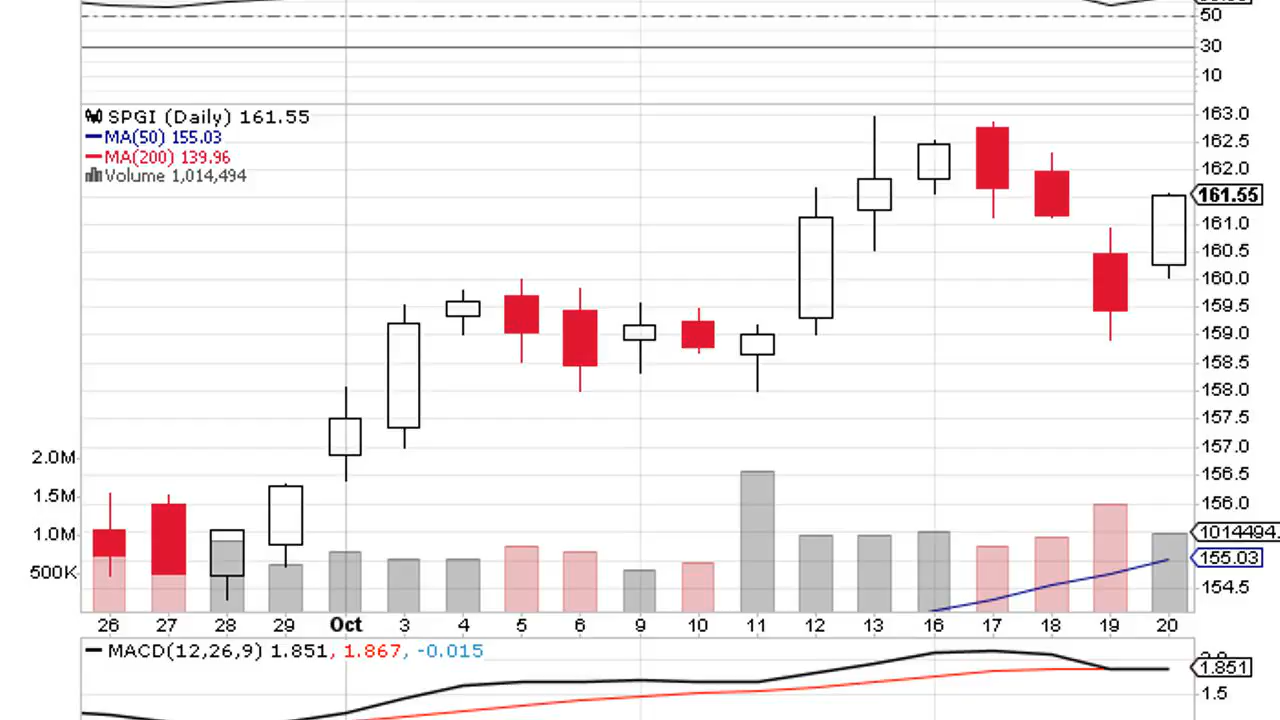 50
30
10
SPGI (Daily) 161.55
MA(50) 155.03
MA(200) 139.96
Volume 1,014,494
163.0
162.5
162.0
161.55
161.0
160.5
160.0
159.5
159.0
158.5
158.0
157.5
157.0
156.5
156.0
1014494.
155.03
154.5
2.0M
1.5M
1.0M
500K
26 27 28 29 Oct 3 4 5 6 9 10 11 12 13 16 17 18 19 20
MACD(12,26,9) 1.851, 1.867, -0.015
1.851
1.5